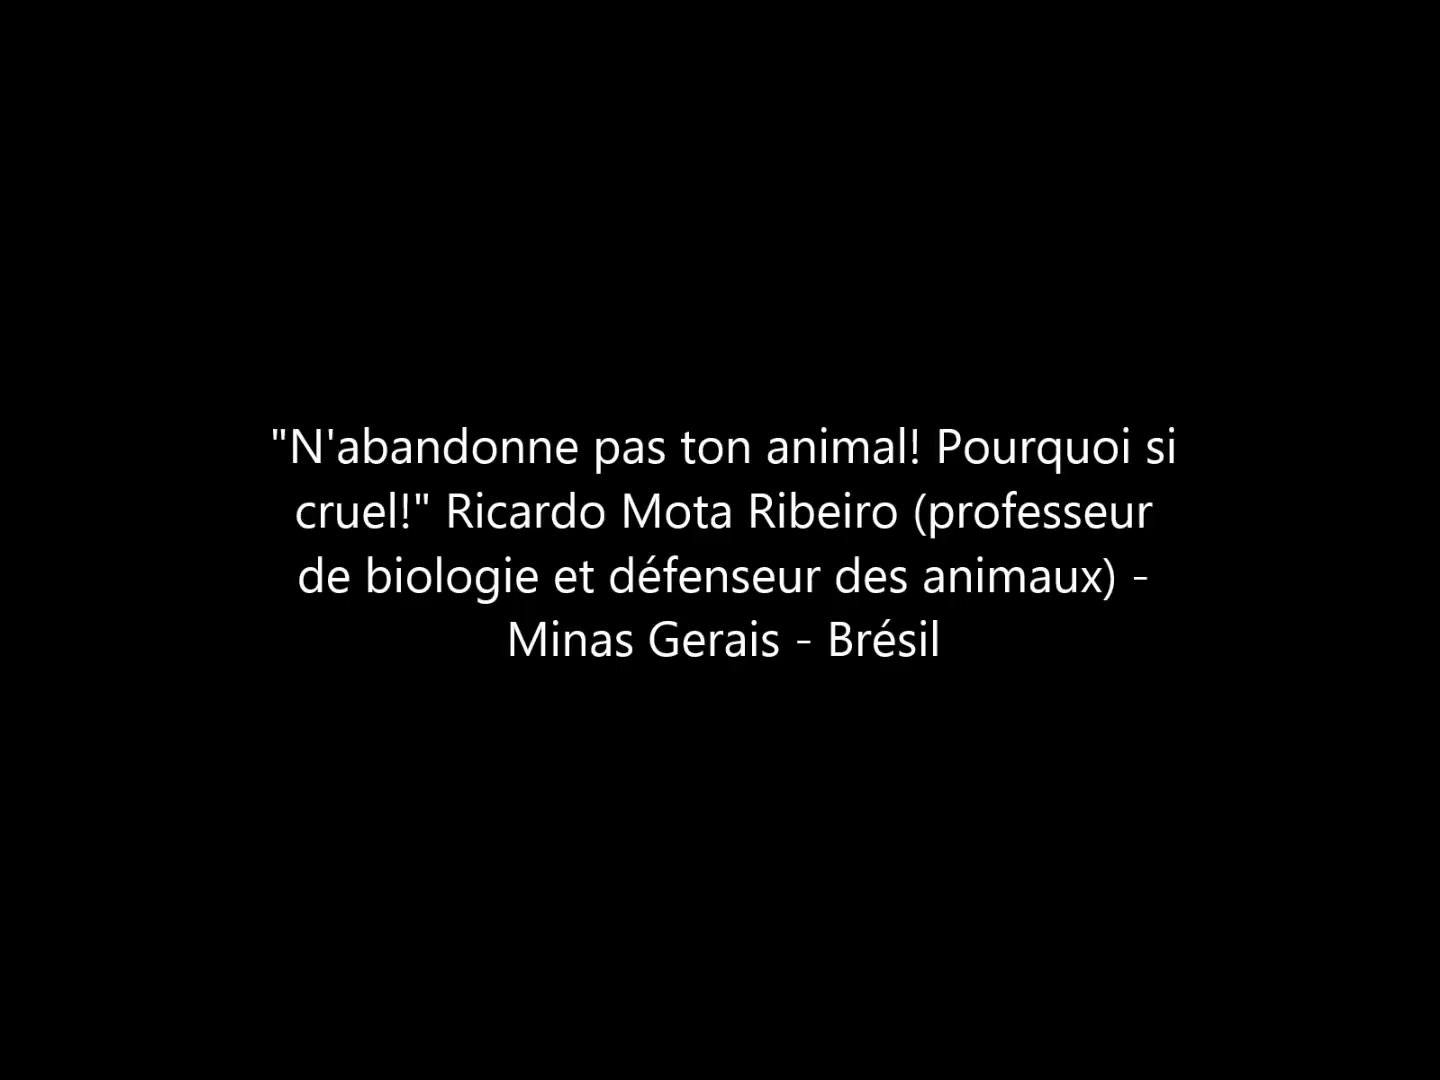 "N'abandonne pas ton animal! Pourquoi si
cruel!" Ricardo Mota Ribeiro (professeur
de biologie et défenseur des animaux) -
Minas Gerais - Brésil